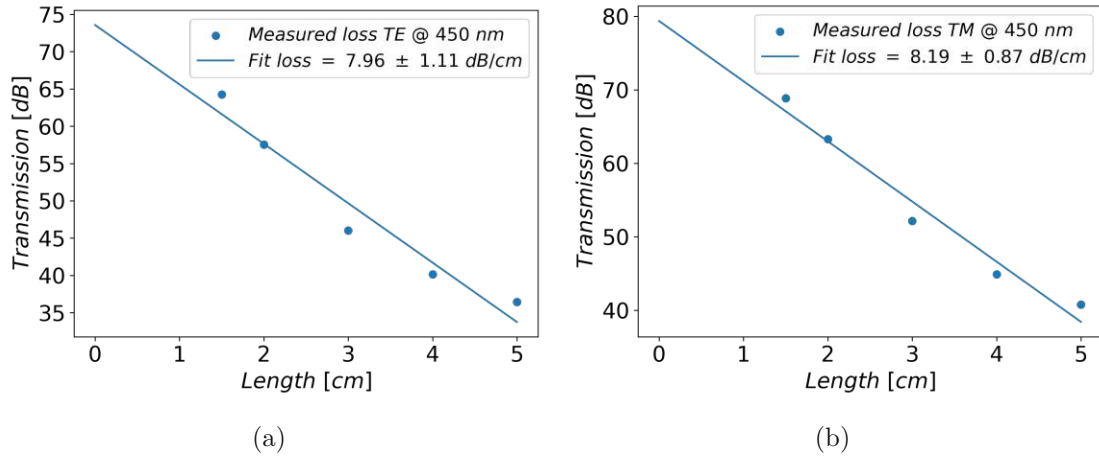 Measured loss TE @ 450 nm
Fit loss = 7.96 ± 1.11 dB/cm
Transmission [dB]
75
70
65
60
55
50
45
40
35
0 1 2 3 4 5
Length [cm]
(a)
Measured loss TM @ 450 nm
Fit loss = 8.19 ± 0.87 dB/cm
Transmission [dB]
80
70
60
50
40
0 1 2 3 4 5
Length [cm]
(b)